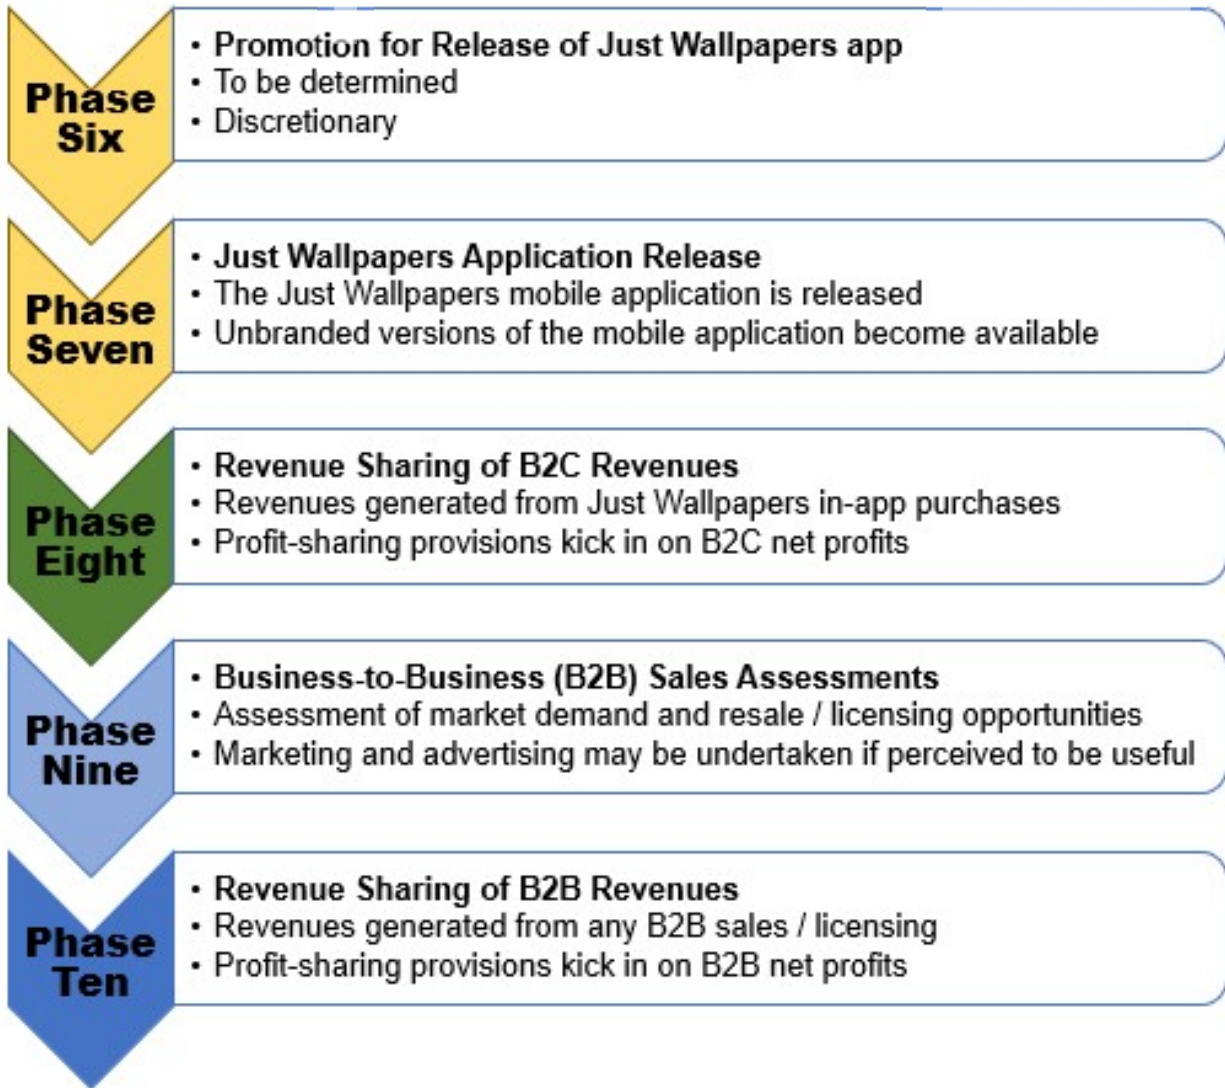 Phase
Six
• Promotion for Release of Just Wallpapers app
• To be determined
• Discretionary
Phase
Seven
• Just Wallpapers Application Release
• The Just Wallpapers mobile application is released
• Unbranded versions of the mobile application become available
Phase
Eight
• Revenue Sharing of B2C Revenues
• Revenues generated from Just Wallpapers in-app purchases
• Profit-sharing provisions kick in on B2C net profits
Phase
Nine
• Business-to-Business (B2B) Sales Assessments
• Assessment of market demand and resale / licensing opportunities
• Marketing and advertising may be undertaken if perceived to be useful
Phase
Ten
• Revenue Sharing of B2B Revenues
• Revenues generated from any B2B sales / licensing
• Profit-sharing provisions kick in on B2B net profits